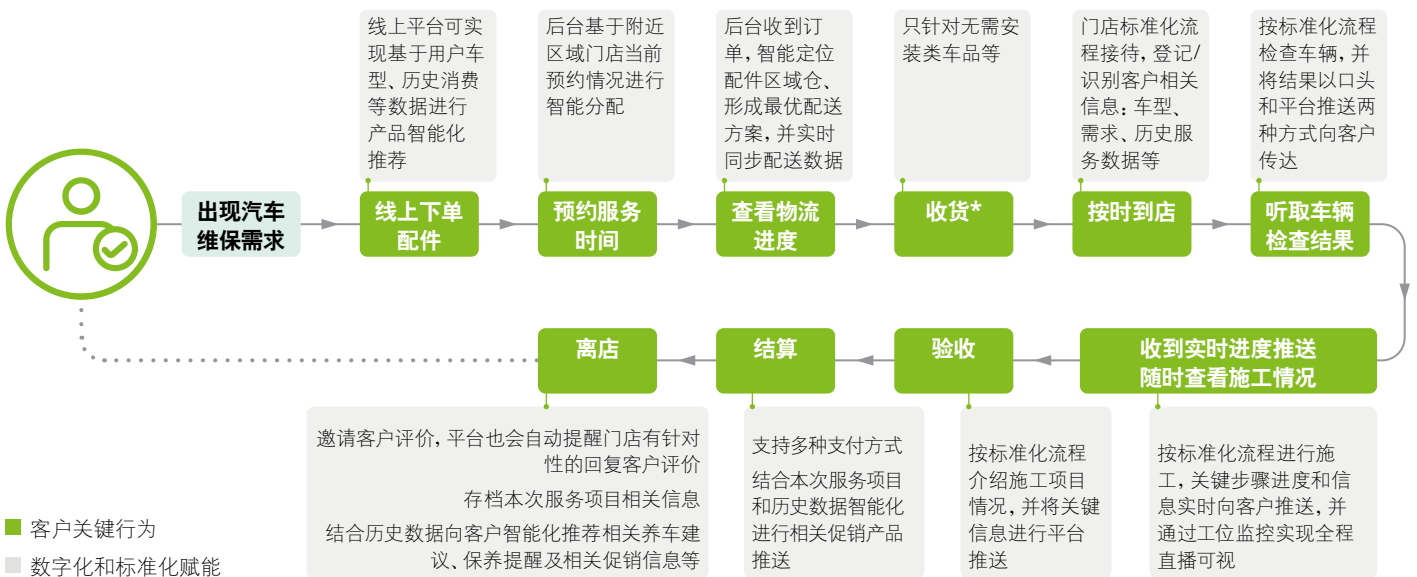 线上平台可实
现基于用户车
型、历史消费
等数据进行
产品智能化
推荐
后台基于附近
区域门店当前
预约情况进行
智能分配
后台收到订
单，智能定位
配件区域仓、
形成最优配送
方案，并实时
同步配送数据
只针对无需安
装类车品等
门店标准化流
程接待，登记/
识别客户相关
信息：车型、
需求、历史服
务数据等
按标准化流程
检查车辆，并
将结果以口头
和平台推送两
种方式向客户
传达
出现汽车
维保需求
线上下单
配件
预约服务
时间
查看物流
进度
收货*
按时到店
听取车辆
检查结果
离店
结算
验收
收到实时进度推送
随时查看施工情况
邀请客户评价，平台也会自动提醒门店有针对
性的回复客户评价
存档本次服务项目相关信息
结合历史数据向客户智能化推荐相关养车建
议、保养提醒及相关促销信息等
支持多种支付方式
结合本次服务项目
和历史数据智能化
进行相关促销产品
推送
按标准化流程
介绍施工项目
情况，并将关键
信息进行平台
推送
按标准化流程进行施
工，关键步骤进度和信
息实时向客户推送，并
通过工位监控实现全程
直播可视
客户关键行为
数字化和标准化赋能